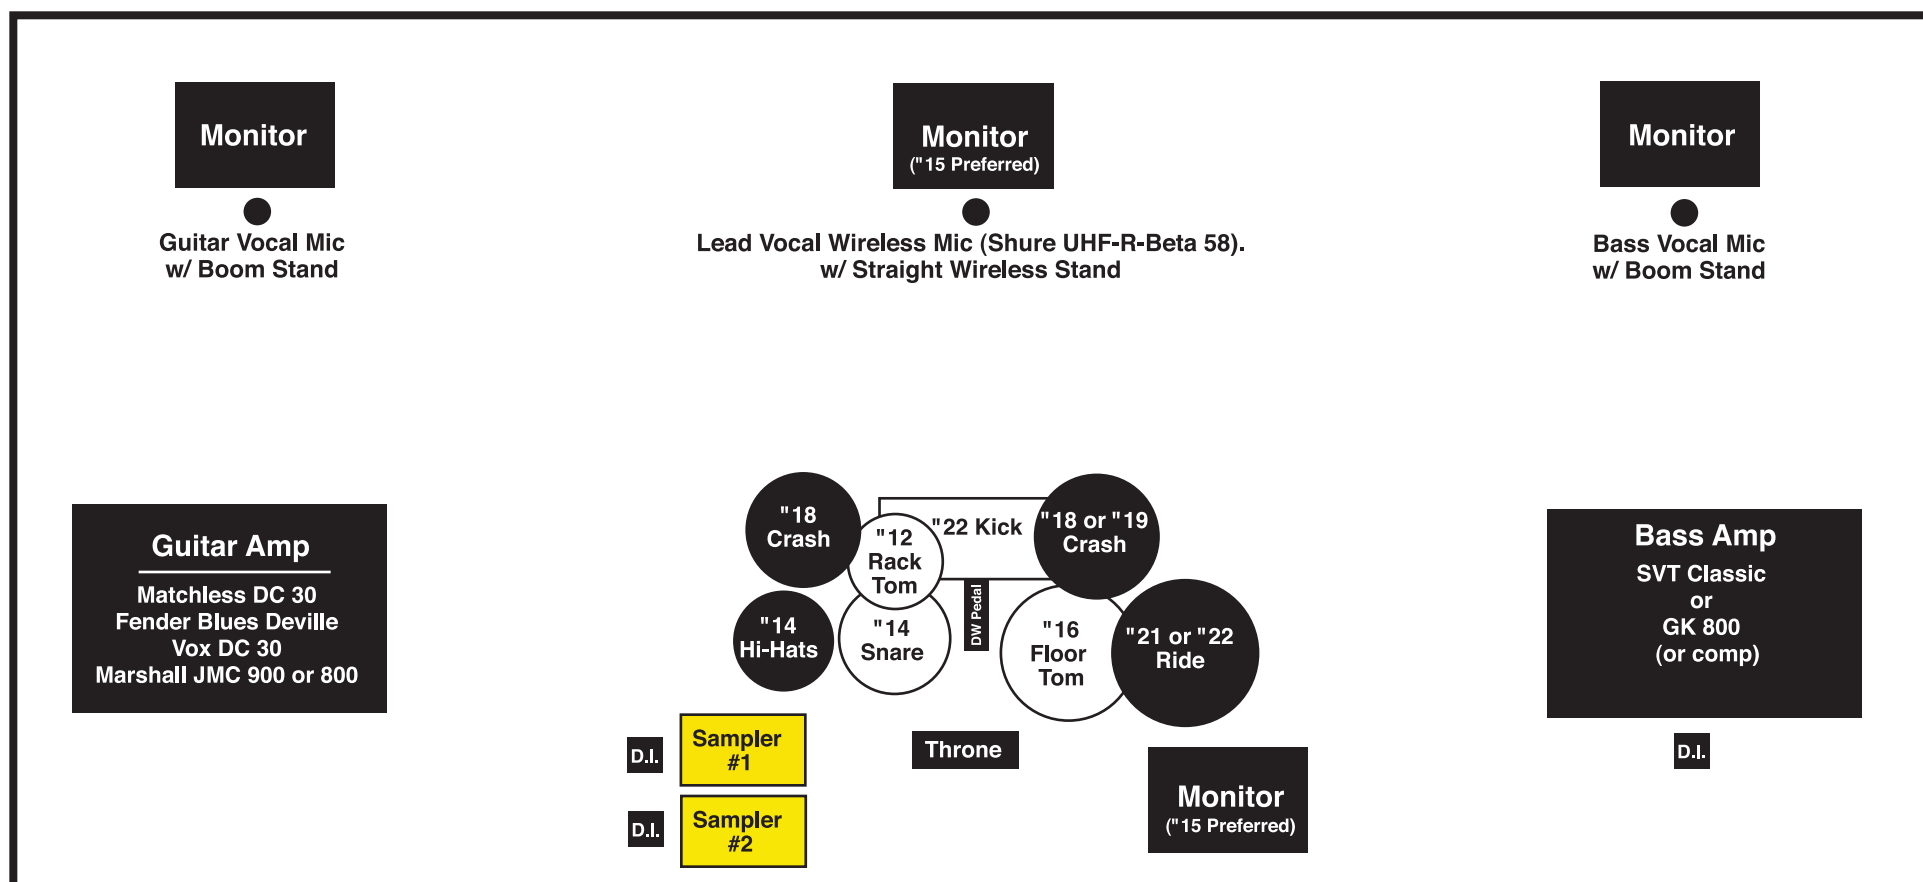 Monitor
Monitor
("15 Preferred)
Monitor
Guitar Vocal Mic
w/ Boom Stand
Lead Vocal Wireless Mic (Shure UHF-R-Beta 58).
w/ Straight Wireless Stand
Bass Vocal Mic
w/ Boom Stand
Guitar Amp
Matchless DC 30
Fender Blues Deville
Vox DC 30
Marshall JMC 900 or 800
"18
Crash
"12
Rack
Tom
"22 Kick
"18 or "19
Crash
"14
Hi-Hats
"14
Snare
DW Pedal
"16
Floor
Tom
"21 or "22
Ride
Bass Amp
SVT Classic
or
GK 800
(or comp)
D.I.
Sampler
#1
Throne
D.I.
D.I.
Sampler
#2
Monitor
("15 Preferred)